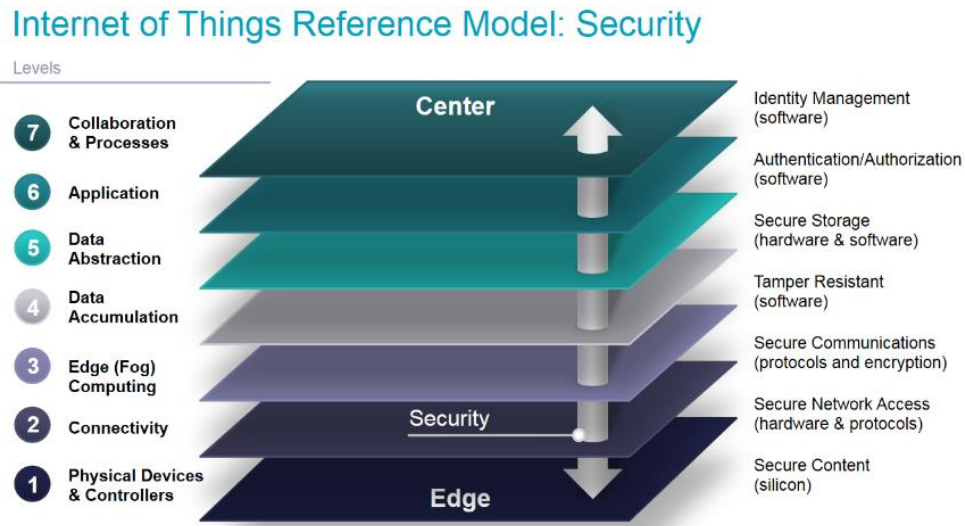 Internet of Things Reference Model: Security
Levels
Center
7
Collaboration
& Processes
Identity Management
(software)
6
Application
Authentication/Authorization
(software)
5
Data
Abstraction
Secure Storage
(hardware & software)
4
Data
Accumulation
Tamper Resistant
(software)
3
Edge (Fog)
Computing
Secure Communications
(protocols and encryption)
2
Connectivity
Security
Secure Network Access
(hardware & protocols)
1
Physical Devices
& Controllers
Edge
Secure Content
(silicon)